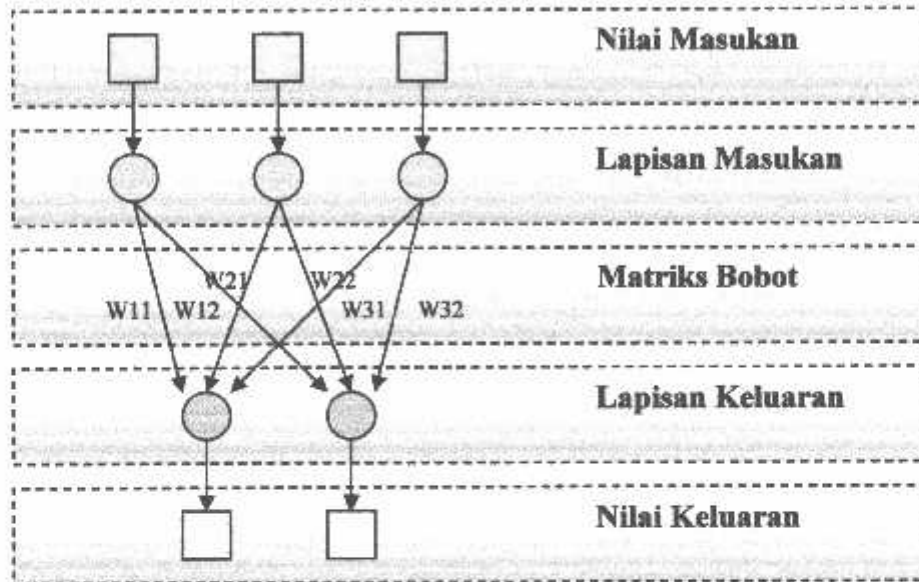 Nilai Masukan
Lapisan Masukan
Matriks Bobot
W21
W22
W11
W12
W31
W32
Lapisan Keluaran
Nilai Keluaran